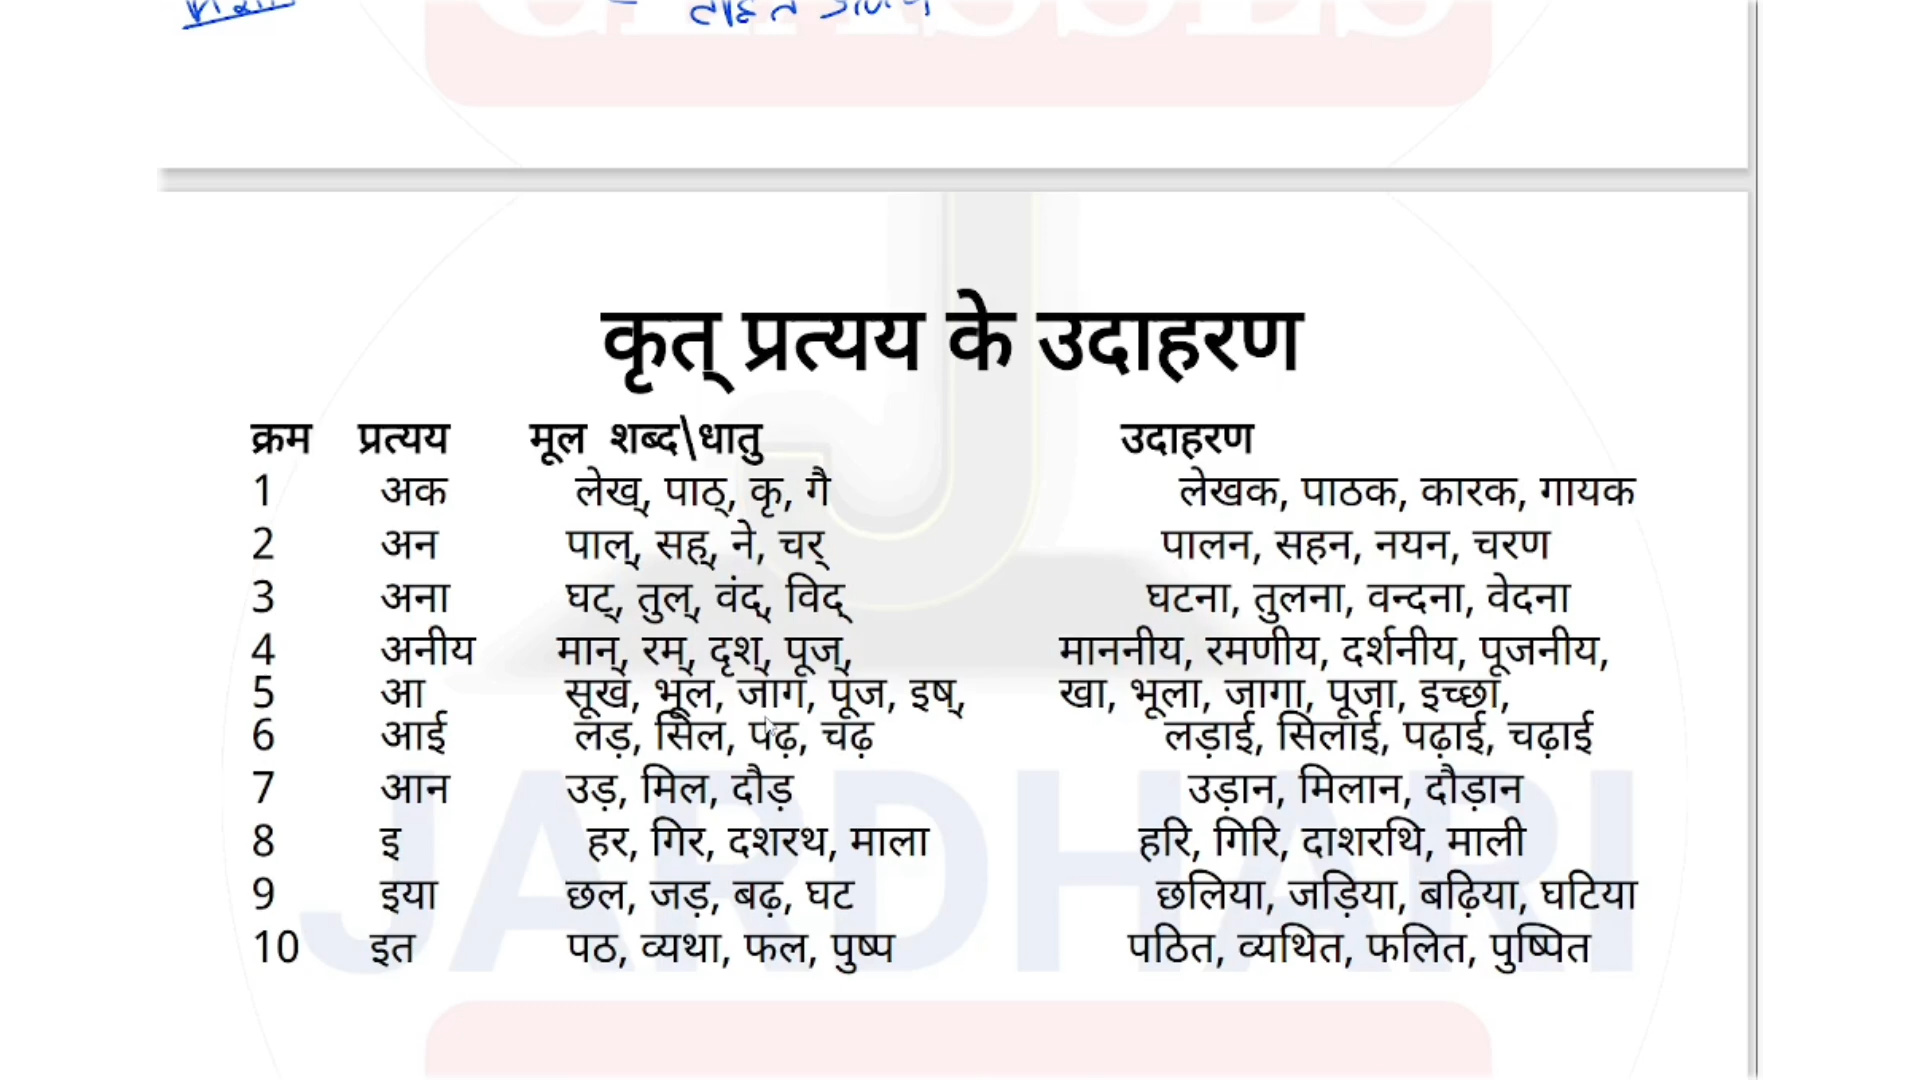 CLASSES
कृत् प्रत्यय के उदाहरण
क्रम प्रत्यय मूल शब्द\धातु उदाहरण
1 अक लेख्, पाठ्, कृ, गै लेखक, पाठक, कारक, गायक
2 अन पाल्, सह्, ने, चर् पालन, सहन, नयन, चरण
3 अना घट्, तुल्, वंद्, विद् घटना, तुलना, वन्दना, वेदना
4 अनीय मान्, रम्, दृश्, पूज्, माननीय, रमणीय, दर्शनीय, पूजनीय,
5 आ सूख, भूल, जाग, पूज, इष्, खा, भूला, जागा, पूजा, इच्छा,
6 आई लड़, सिल, पढ़, चढ़ लड़ाई, सिलाई, पढ़ाई, चढ़ाई
7 आन उड़, मिल, दौड़ उड़ान, मिलान, दौड़ान
8 इ हर, गिर, दशरथ, माला हरि, गिरि, दाशरथि, माली
9 इया छल, जड़, बढ़, घट छलिया, जड़िया, बढ़िया, घटिया
10 इत पठ, व्यथा, फल, पुष्प पठित, व्यथित, फलित, पुष्पित
JARDHARI